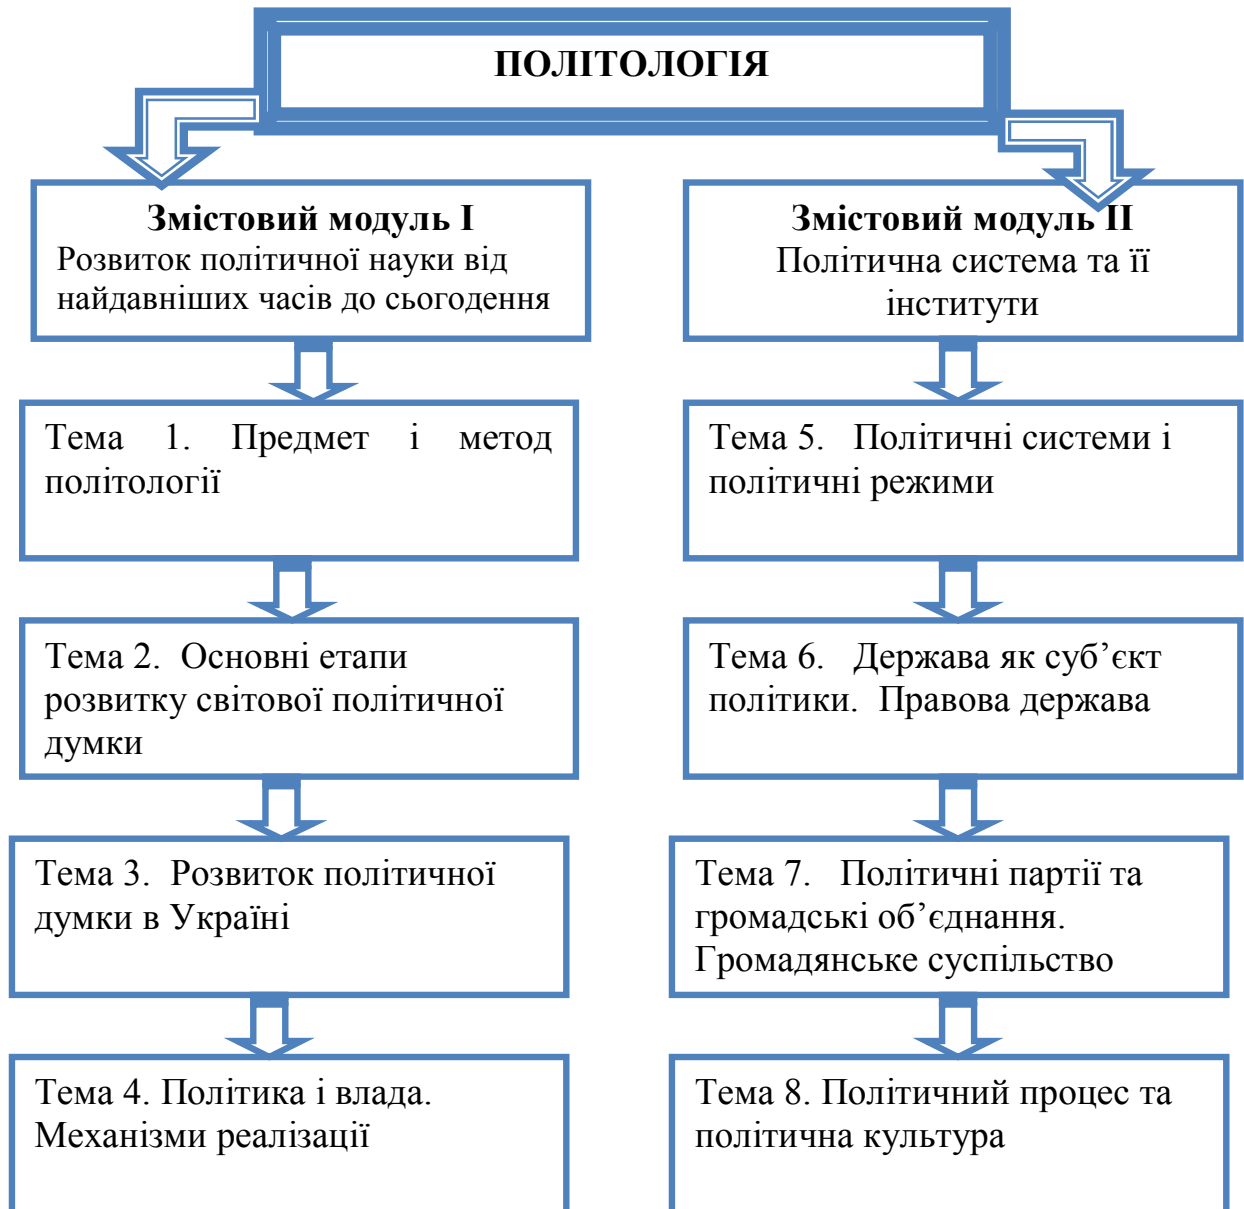 ПОЛІТОЛОГІЯ
Змістовий модуль І
Розвиток політичної науки від
найдавніших часів до сьогодення
Тема 1. Предмет і метод
політології
Тема 2. Основні етапи
розвитку світової політичної
думки
Тема 3. Розвиток політичної
думки в Україні
Тема 4. Політика і влада.
Механізми реалізації
Змістовий модуль ІІ
Політична система та її
інститути
Тема 5. Політичні системи і
політичні режими
Тема 6. Держава як суб’єкт
політики. Правова держава
Тема 7. Політичні партії та
громадські об’єднання.
Громадянське суспільство
Тема 8. Політичний процес та
політична культура